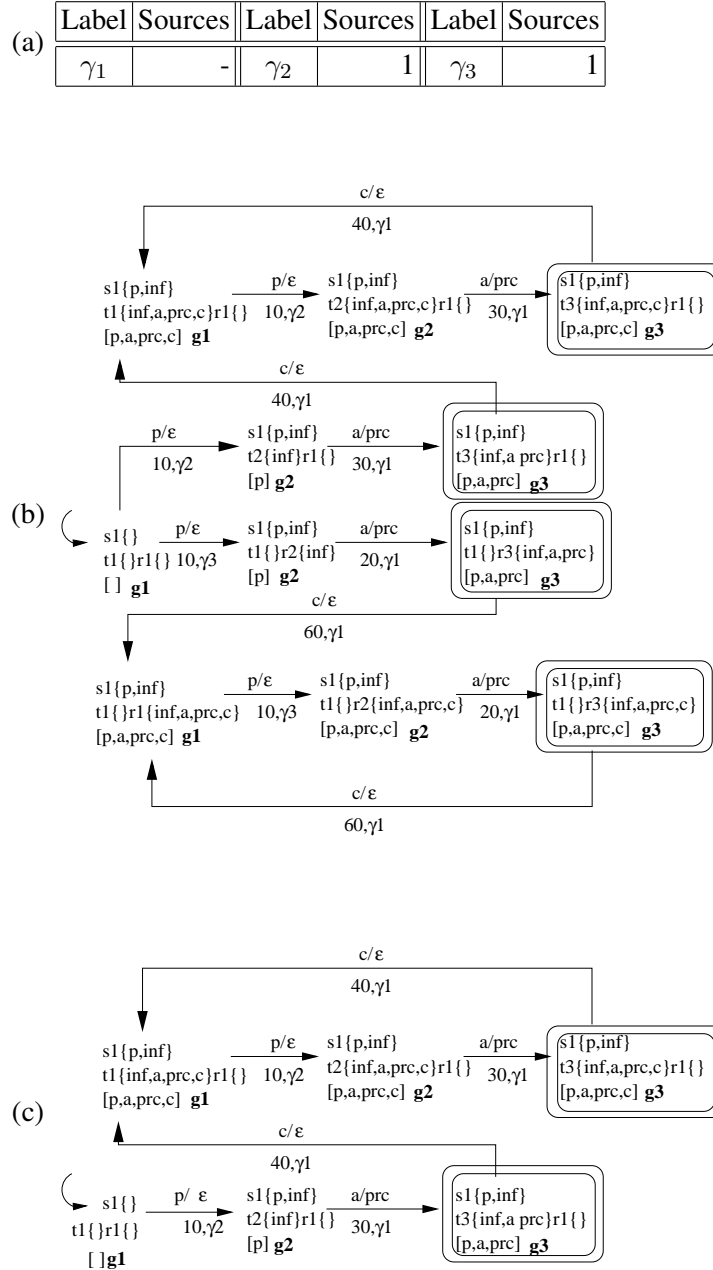 (a)
Label Sources Label Sources Label Sources
γ1 - γ2 1 γ3 1
(b)
c/ε
40,γ1
s1{p,inf}
t1{inf,a,prc,c}r1{}
[p,a,prc,c] g1
p/ε
10,γ2
s1{p,inf}
t2{inf,a,prc,c}r1{}
[p,a,prc,c] g2
a/prc
30,γ1
s1{p,inf}
t3{inf,a,prc,c}r1{}
[p,a,prc,c] g3
c/ε
40,γ1
p/ε
10,γ2
s1{p,inf}
t2{inf}r1{}
[p] g2
a/prc
30,γ1
s1{p,inf}
t3{inf,a prc}r1{}
[p,a,prc] g3
s1{}
t1{}r1{}
[ ] g1
p/ε
10,γ3
s1{p,inf}
t1{}r2{inf}
[p] g2
a/prc
20,γ1
s1{p,inf}
t1{}r3{inf,a,prc}
[p,a,prc] g3
c/ε
60,γ1
s1{p,inf}
t1{}r1{inf,a,prc,c}
[p,a,prc,c] g1
p/ε
10,γ3
s1{p,inf}
t1{}r2{inf,a,prc,c}
[p,a,prc,c] g2
a/prc
20,γ1
s1{p,inf}
t1{}r3{inf,a,prc,c}
[p,a,prc,c] g3
c/ε
60,γ1
(c)
c/ε
40,γ1
s1{p,inf}
t1{inf,a,prc,c}r1{}
[p,a,prc,c] g1
p/ε
10,γ2
s1{p,inf}
t2{inf,a,prc,c}r1{}
[p,a,prc,c] g2
a/prc
30,γ1
s1{p,inf}
t3{inf,a,prc,c}r1{}
[p,a,prc,c] g3
c/ε
40,γ1
s1{}
t1{}r1{}
[ ]g1
p/ ε
10,γ2
s1{p,inf}
t2{inf}r1{}
[p] g2
a/prc
30,γ1
s1{p,inf}
t3{inf,a prc}r1{}
[p,a,prc] g3